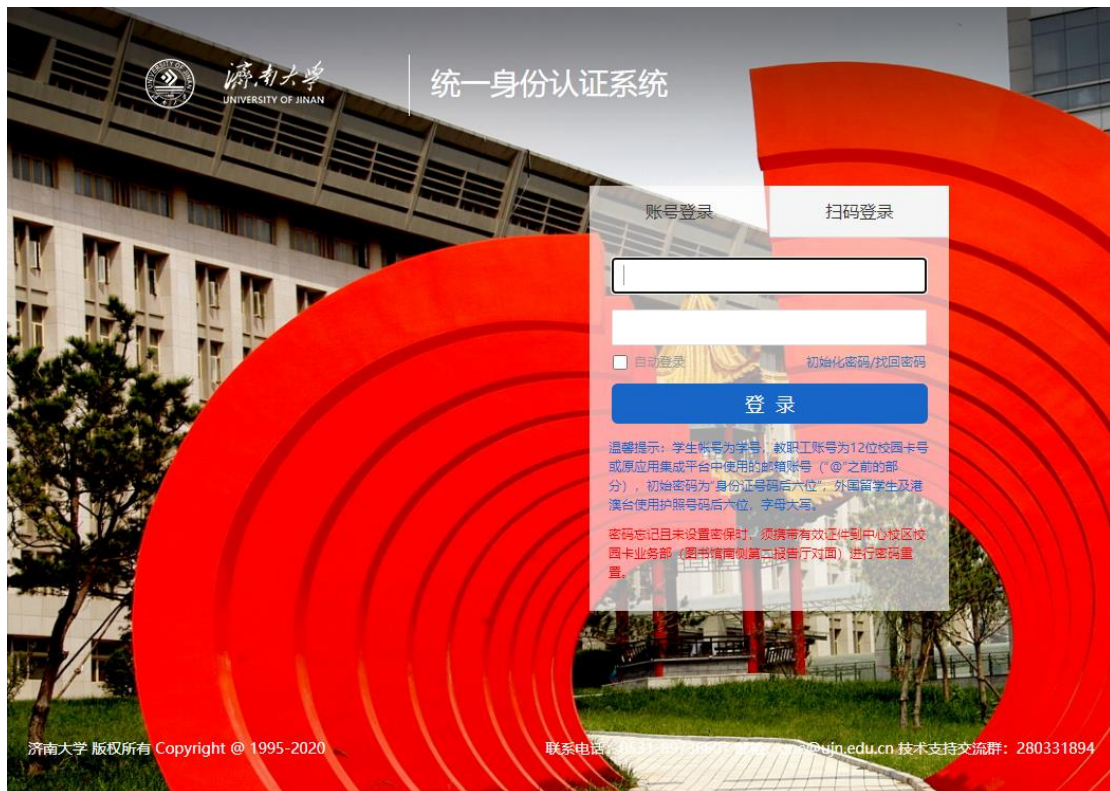 濟南大學
UNIVERSITY OF JINAN
统一身份认证系统
账号登录
扫码登录
自动登录
初始化密码/找回密码
登 录
温馨提示：学生帐号为学号，教职工账号为12位校园卡号
或原应用集成平台中使用的邮箱账号（“@”之前的部
分），初始密码为“身份证号码后六位”，外国留学生及港
澳台使用护照号码后六位，字母大写。
密码忘记且未设置密保时，须携带有效证件到中心校区校
园卡业务部（图书馆南侧第二报告厅对面）进行密码重
置。
济南大学 版权所有 Copyright @ 1995-2020
联系电话： @ujn.edu.cn 技术支持交流群：280331894